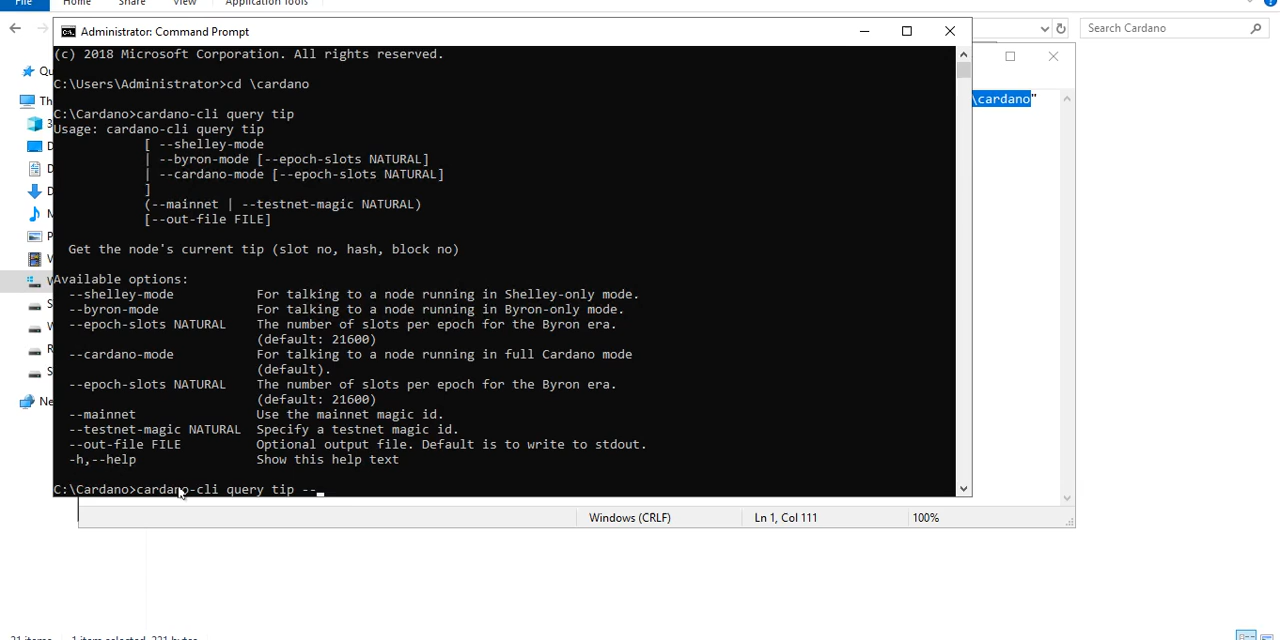 File Home Share View Application Tools
Administrator: Command Prompt
Search Cardano
(c) 2018 Microsoft Corporation. All rights reserved.
C:\Users\Administrator>cd \cardano
\cardano"
C:\Cardano>cardano-cli query tip
Usage: cardano-cli query tip
[ --shelley-mode
| --byron-mode [--epoch-slots NATURAL]
| --cardano-mode [--epoch-slots NATURAL]
]
(--mainnet | --testnet-magic NATURAL)
[--out-file FILE]
Get the node's current tip (slot no, hash, block no)
Available options:
--shelley-mode For talking to a node running in Shelley-only mode.
--byron-mode For talking to a node running in Byron-only mode.
--epoch-slots NATURAL The number of slots per epoch for the Byron era.
(default: 21600)
--cardano-mode For talking to a node running in full Cardano mode
(default).
--epoch-slots NATURAL The number of slots per epoch for the Byron era.
(default: 21600)
--mainnet Use the mainnet magic id.
--testnet-magic NATURAL Specify a testnet magic id.
--out-file FILE Optional output file. Default is to write to stdout.
-h,--help Show this help text
C:\Cardano>cardano-cli query tip --_
Windows (CRLF) Ln 1, Col 111 100%
21 items 1 item selected 221 bytes